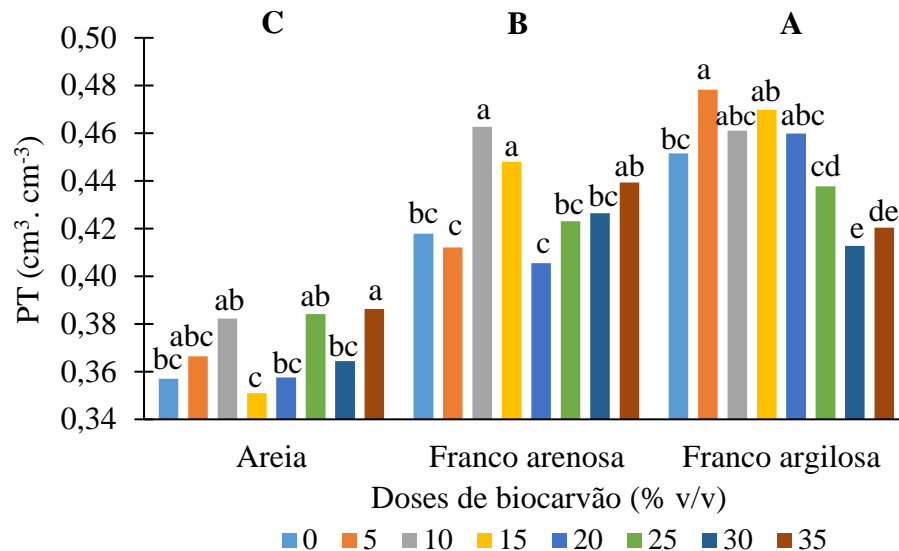 C B A
0,50
0,48
0,46
0,44
0,42
0,40
0,38
0,36
0,34
PT (cm³. cm⁻³)
bc abc ab c bc ab bc a
bc c a a c bc bc ab
bc a abc ab abc cd e de
Areia Franco arenosa Franco argilosa
Doses de biocarvão (% v/v)
0 5 10 15 20 25 30 35